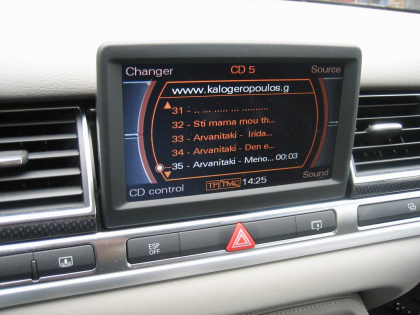 Changer CD 5 Source
www.kalogeropoulos.g
31 - .. ... ..... ... ..........
32 - Sti mama mou th...
33 - Arvanitaki - Irida...
34 - Arvanitaki - Den e...
35 - Arvanitaki - Meno... 00:03
CD control TP TMC 14:25 Sound
ESP
OFF